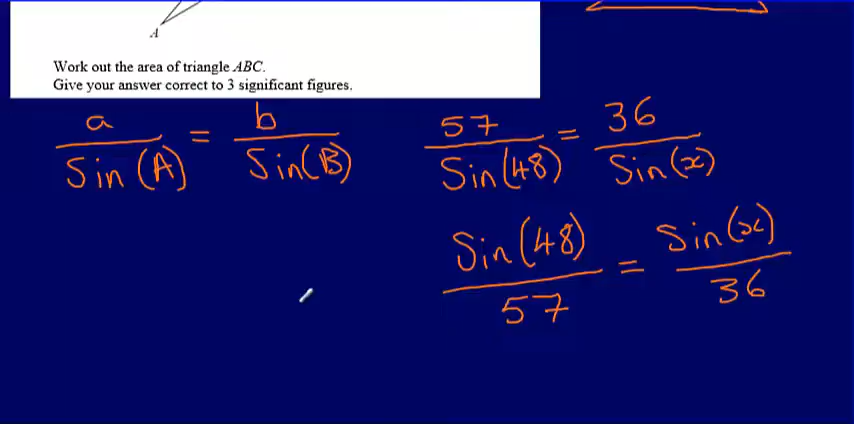 A
Work out the area of triangle ABC.
Give your answer correct to 3 significant figures.
a/Sin(A) = b/Sin(B)
57/Sin(48) = 36/Sin(x)
Sin(48)/57 = Sin(x)/36